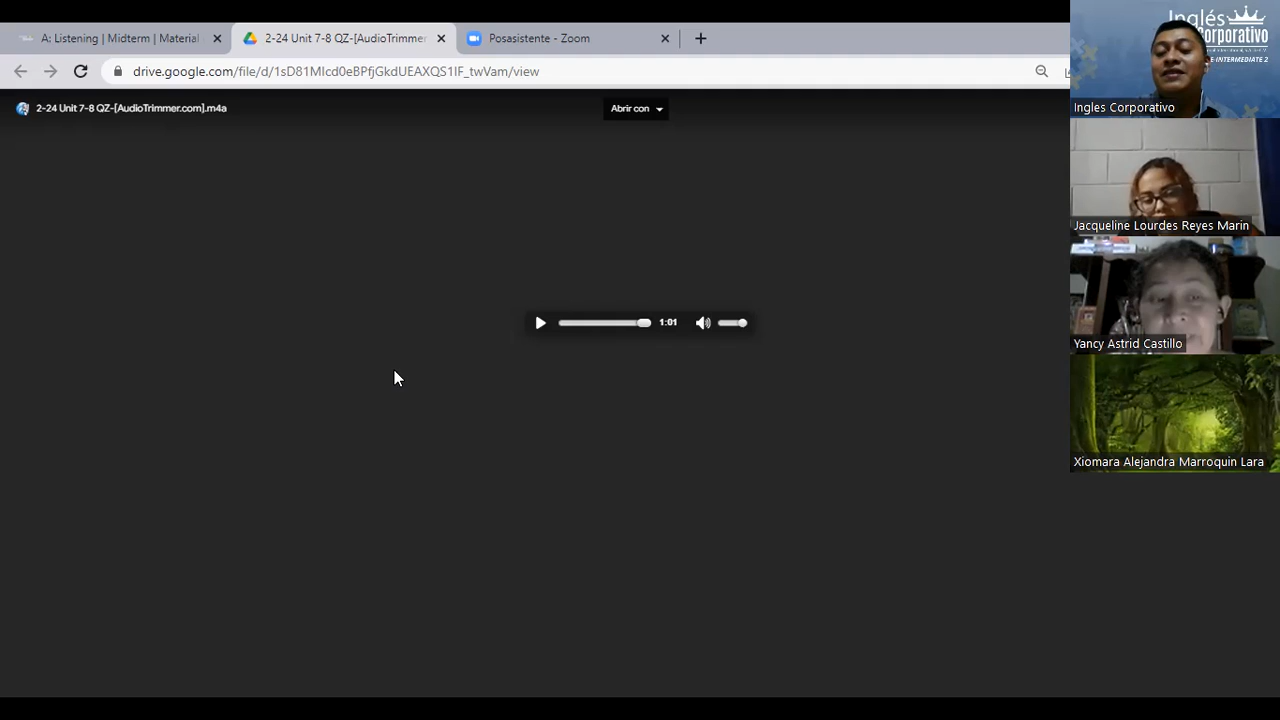 A: Listening | Midterm | Material
2-24 Unit 7-8 QZ-[AudioTrimmer
Posasistente - Zoom
drive.google.com/file/d/1sD81MIcd0eBPfjGkdUEAXQS1IF_twVam/view
2-24 Unit 7-8 QZ-[AudioTrimmer.com].m4a
Abrir con
1:01
Inglés
Corporativo
E-INTERMEDIATE 2
Ingles Corporativo
Jacqueline Lourdes Reyes Marin
Yancy Astrid Castillo
Xiomara Alejandra Marroquin Lara